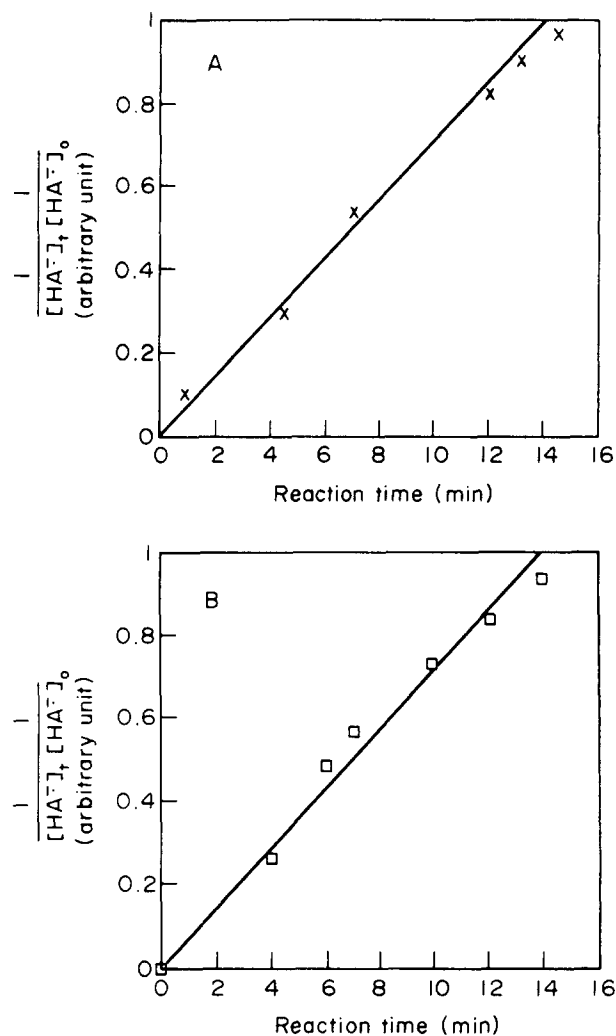 A
1
0.8
0.6
0.4
0.2
0
1 1
[HA⁻]ₜ [HA⁻]₀
(arbitrary unit)
0 2 4 6 8 10 12 14 16
Reaction time (min)
B
1
0.8
0.6
0.4
0.2
0
1 1
[HA⁻]ₜ [HA⁻]₀
(arbitrary unit)
0 2 4 6 8 10 12 14 16
Reaction time (min)